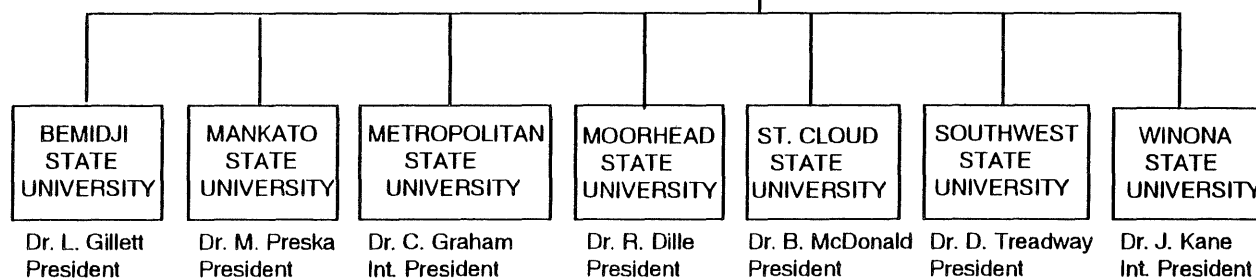 BEMIDJI
STATE
UNIVERSITY
Dr. L. Gillett
President
MANKATO
STATE
UNIVERSITY
Dr. M. Preska
President
METROPOLITAN
STATE
UNIVERSITY
Dr. C. Graham
Int. President
MOORHEAD
STATE
UNIVERSITY
Dr. R. Dille
President
ST. CLOUD
STATE
UNIVERSITY
Dr. B. McDonald
President
SOUTHWEST
STATE
UNIVERSITY
Dr. D. Treadway
President
WINONA
STATE
UNIVERSITY
Dr. J. Kane
Int. President